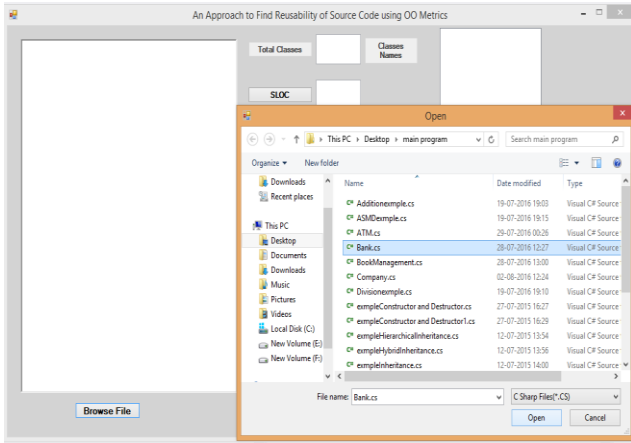 An Approach to Find Reusability of Source Code using OO Metrics
Total Classes
Classes
Names
SLOC
Open
This PC Desktop main program
Search main program
Organize
New folder
Downloads
Recent places
This PC
Desktop
Documents
Downloads
Music
Pictures
Videos
Local Disk (C:)
New Volume (E:)
New Volume (F:)
Name Date modified Type
Additionexmple.cs 19-07-2016 19:03 Visual C# Source
ASMDexmple.cs 19-07-2016 19:15 Visual C# Source
ATM.cs 29-07-2016 00:26 Visual C# Source
Bank.cs 28-07-2016 12:27 Visual C# Source
BookManagement.cs 28-07-2016 13:00 Visual C# Source
Company.cs 02-08-2016 12:24 Visual C# Source
Divisionexmple.cs 19-07-2016 19:10 Visual C# Source
exmpleConstructor and Destructor.cs 27-07-2015 16:27 Visual C# Source
exmpleConstructor and Destructor1.cs 27-07-2015 16:29 Visual C# Source
exmpleHierarchicalInheritance.cs 12-07-2015 13:54 Visual C# Source
exmpleHybridInheritance.cs 12-07-2015 13:56 Visual C# Source
exmpleInheritance.cs 12-07-2015 14:00 Visual C# Source
File name: Bank.cs
C Sharp Files(*.CS)
Open
Cancel
Browse File